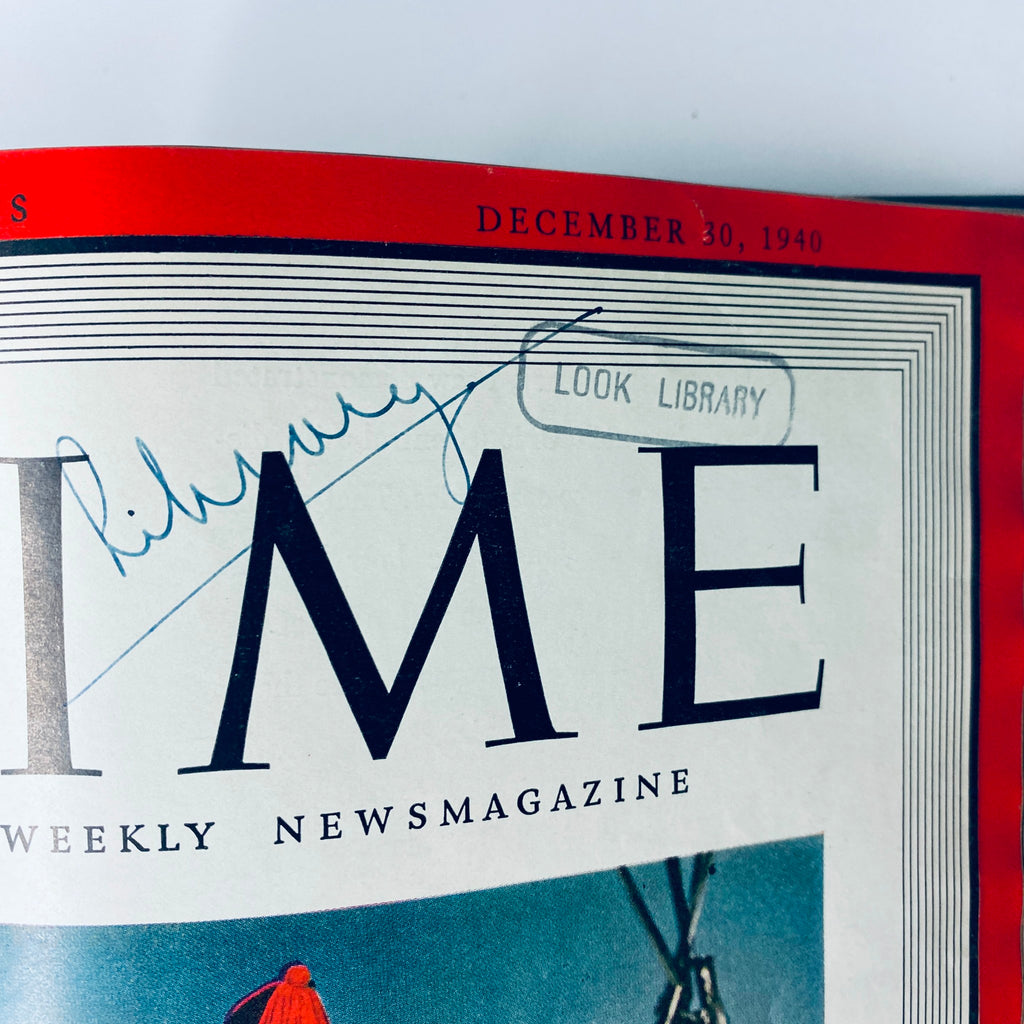 S DECEMBER 30, 1940
LOOK LIBRARY
Library
IME
WEEKLY NEWSMAGAZINE